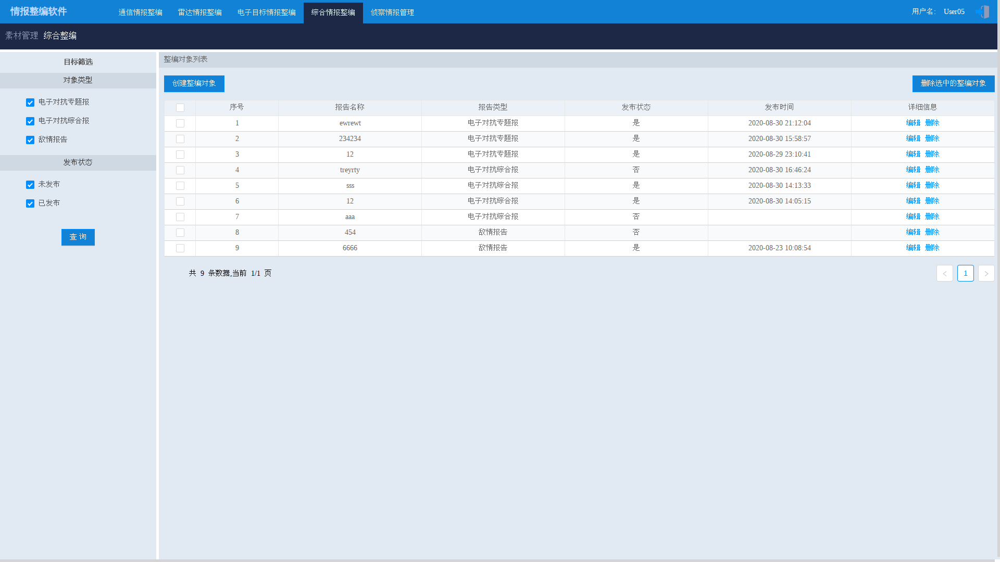 情报整编软件 通信情报整编 雷达情报整编 电子目标情报整编 综合情报整编 侦察情报管理 用户名： User05
素材管理 综合整编
目标筛选
对象类型
电子对抗专题报
电子对抗综合报
敌情报告
发布状态
未发布
已发布
查 询
整编对象列表
创建整编对象 删除选中的整编对象
序号 报告名称 报告类型 发布状态 发布时间 详细信息
1 ewrewt 电子对抗专题报 是 2020-08-30 21:12:04 编辑 删除
2 234234 电子对抗专题报 是 2020-08-30 15:58:57 编辑 删除
3 12 电子对抗专题报 是 2020-08-29 23:10:41 编辑 删除
4 treyrty 电子对抗综合报 否 2020-08-30 16:46:24 编辑 删除
5 sss 电子对抗综合报 是 2020-08-30 14:13:33 编辑 删除
6 12 电子对抗综合报 是 2020-08-30 14:05:15 编辑 删除
7 aaa 电子对抗综合报 否 编辑 删除
8 454 敌情报告 否 编辑 删除
9 6666 敌情报告 是 2020-08-23 10:08:54 编辑 删除
共 9 条数据,当前 1/1 页 < 1 >